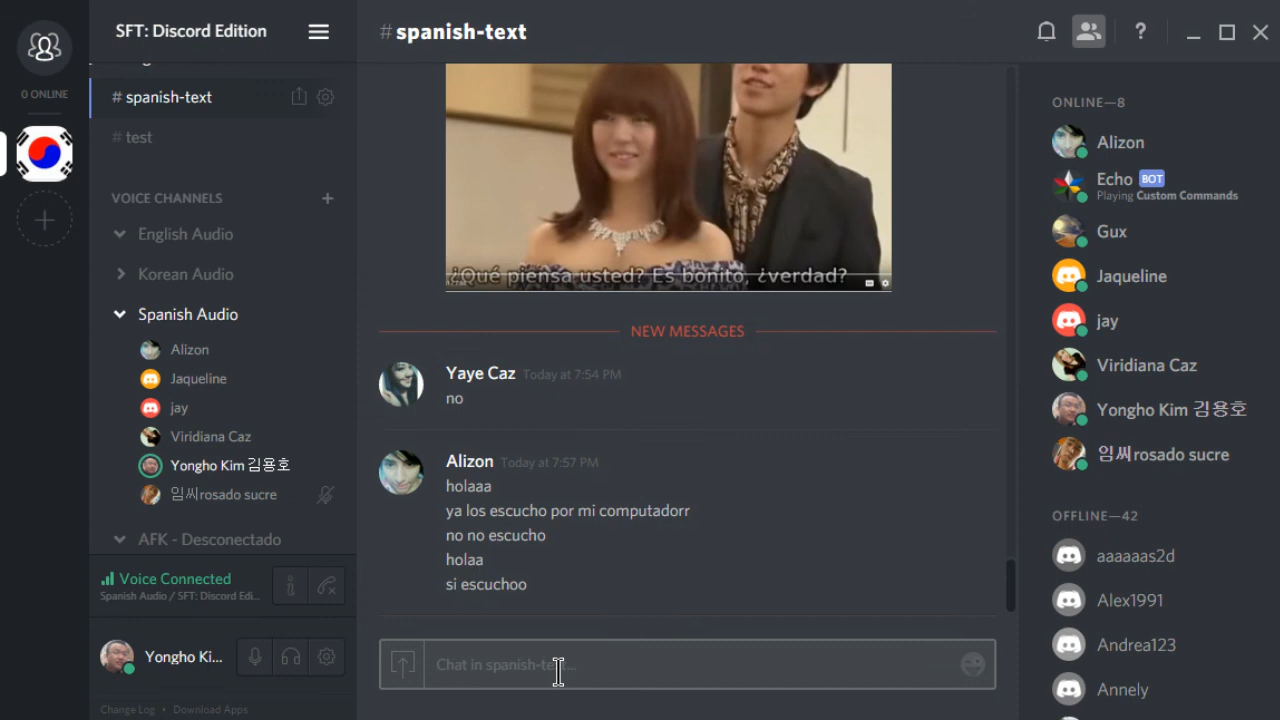 SFT: Discord Edition
0 ONLINE
# spanish-text
# test
VOICE CHANNELS
English Audio
Korean Audio
Spanish Audio
Alizon
Jaqueline
jay
Viridiana Caz
Yongho Kim 김용호
임씨rosado sucre
AFK - Desconectado
Voice Connected
Spanish Audio / SFT: Discord Edi...
Yongho Ki...
Change Log • Download Apps
# spanish-text
¿Qué piensa usted? Es bonito, ¿verdad?
NEW MESSAGES
Yaye Caz Today at 7:54 PM
no
Alizon Today at 7:57 PM
holaaa
ya los escucho por mi computadorr
no no escucho
holaa
si escuchoo
Chat in spanish-te...
ONLINE—8
Alizon
Echo BOT
Playing Custom Commands
Gux
Jaqueline
jay
Viridiana Caz
Yongho Kim 김용호
임씨rosado sucre
OFFLINE—42
aaaaaas2d
Alex1991
Andrea123
Annely